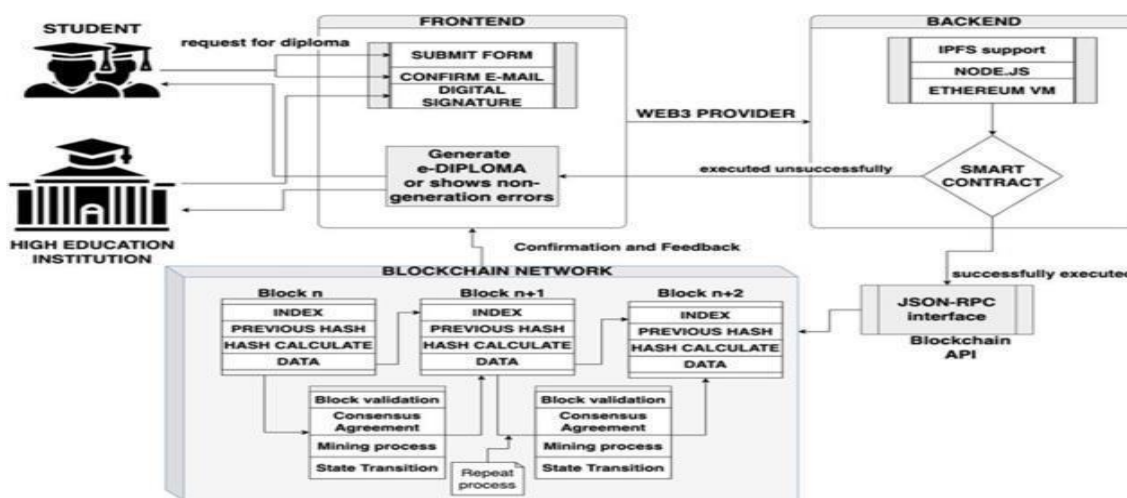 STUDENT
request for diploma
HIGH EDUCATION
INSTITUTION
FRONTEND
SUBMIT FORM
CONFIRM E-MAIL
DIGITAL
SIGNATURE
Generate
e-DIPLOMA
or shows non-
generation errors
WEB3 PROVIDER
executed unsuccessfully
BACKEND
IPFS support
NODE.JS
ETHEREUM VM
SMART
CONTRACT
successfully executed
JSON-RPC
interface
Blockchain
API
Confirmation and Feedback
BLOCKCHAIN NETWORK
Block n
INDEX
PREVIOUS HASH
HASH CALCULATE
DATA
Block n+1
INDEX
PREVIOUS HASH
HASH CALCULATE
DATA
Block n+2
INDEX
PREVIOUS HASH
HASH CALCULATE
DATA
Block validation
Consensus
Agreement
Mining process
State Transition
Repeat
process
Block validation
Consensus
Agreement
Mining process
State Transition